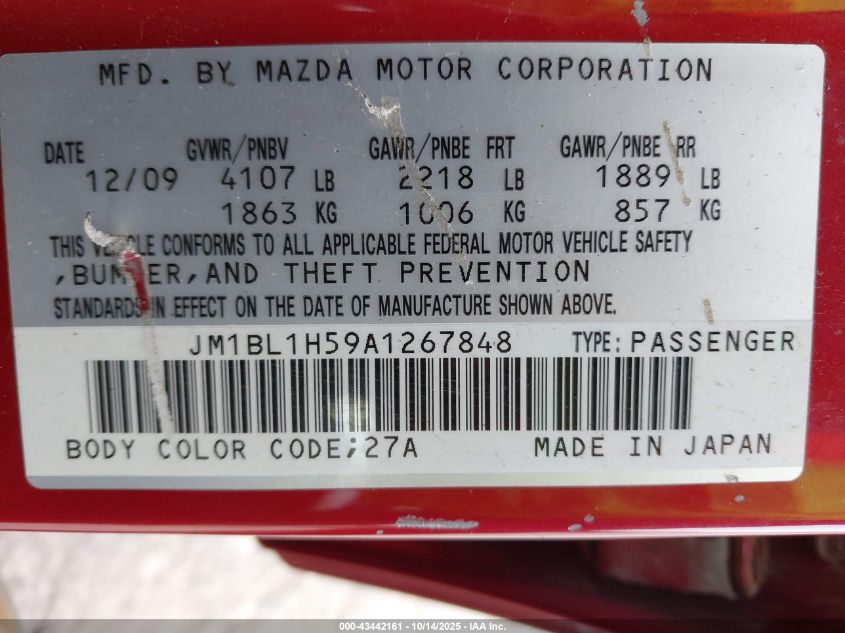 MFD. BY MAZDA MOTOR CORPORATION
DATE GVWR/PNBV GAWR/PNBE FRT GAWR/PNBE RR
12/09 4107 LB 2218 LB 1889 LB
1863 KG 1006 KG 857 KG
THIS VEHICLE CONFORMS TO ALL APPLICABLE FEDERAL MOTOR VEHICLE SAFETY
,BUMPER,AND THEFT PREVENTION
STANDARDS IN EFFECT ON THE DATE OF MANUFACTURE SHOWN ABOVE.
JM1BL1H59A1267848 TYPE: PASSENGER
BODY COLOR CODE;27A MADE IN JAPAN
000-43442161 - 10/14/2025 - IAA Inc.